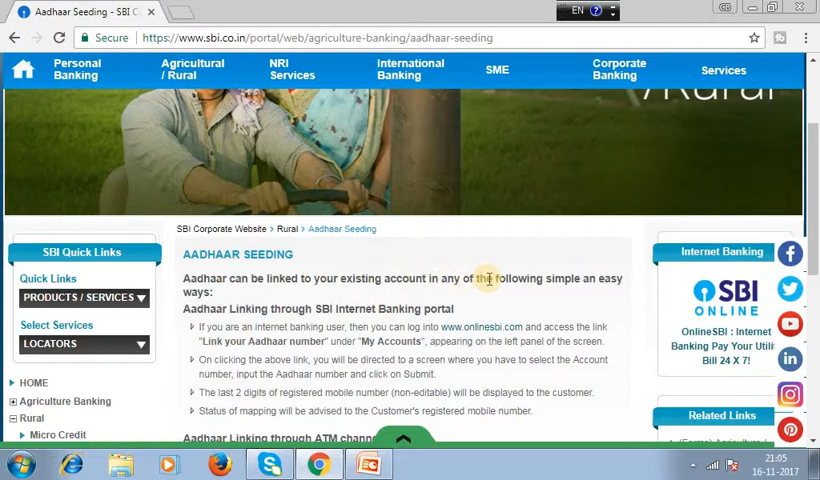 Aadhaar Seeding
EN
Secure
https://www.sbi.co.in/portal/web/agriculture-banking/aadhaar-seeding
Personal Banking
Agricultural / Rural
NRI Services
International Banking
SME
Corporate Banking
Services
/Rural
SBI Corporate Website > Rural > Aadhaar Seeding
SBI Quick Links
Quick Links
PRODUCTS / SERVICES
Select Services
LOCATORS
HOME
Agriculture Banking
Rural
Micro Credit
AADHAAR SEEDING
Aadhaar can be linked to your existing account in any of the following simple an easy
ways:
Aadhaar Linking through SBI Internet Banking portal
If you are an internet banking user, then you can log into www.onlinesbi.com and access the link
"Link your Aadhaar number" under "My Accounts", appearing on the left panel of the screen.
On clicking the above link, you will be directed to a screen where you have to select the Account
number, input the Aadhaar number and click on Submit.
The last 2 digits of registered mobile number (non-editable) will be displayed to the customer.
Status of mapping will be advised to the Customer's registered mobile number.
Aadhaar Linking through ATM chann
Internet Banking
SBI
ONLINE
OnlineSBI : Internet
Banking Pay Your Utili
Bill 24 X 7!
Related Links
21:05
16-11-2017